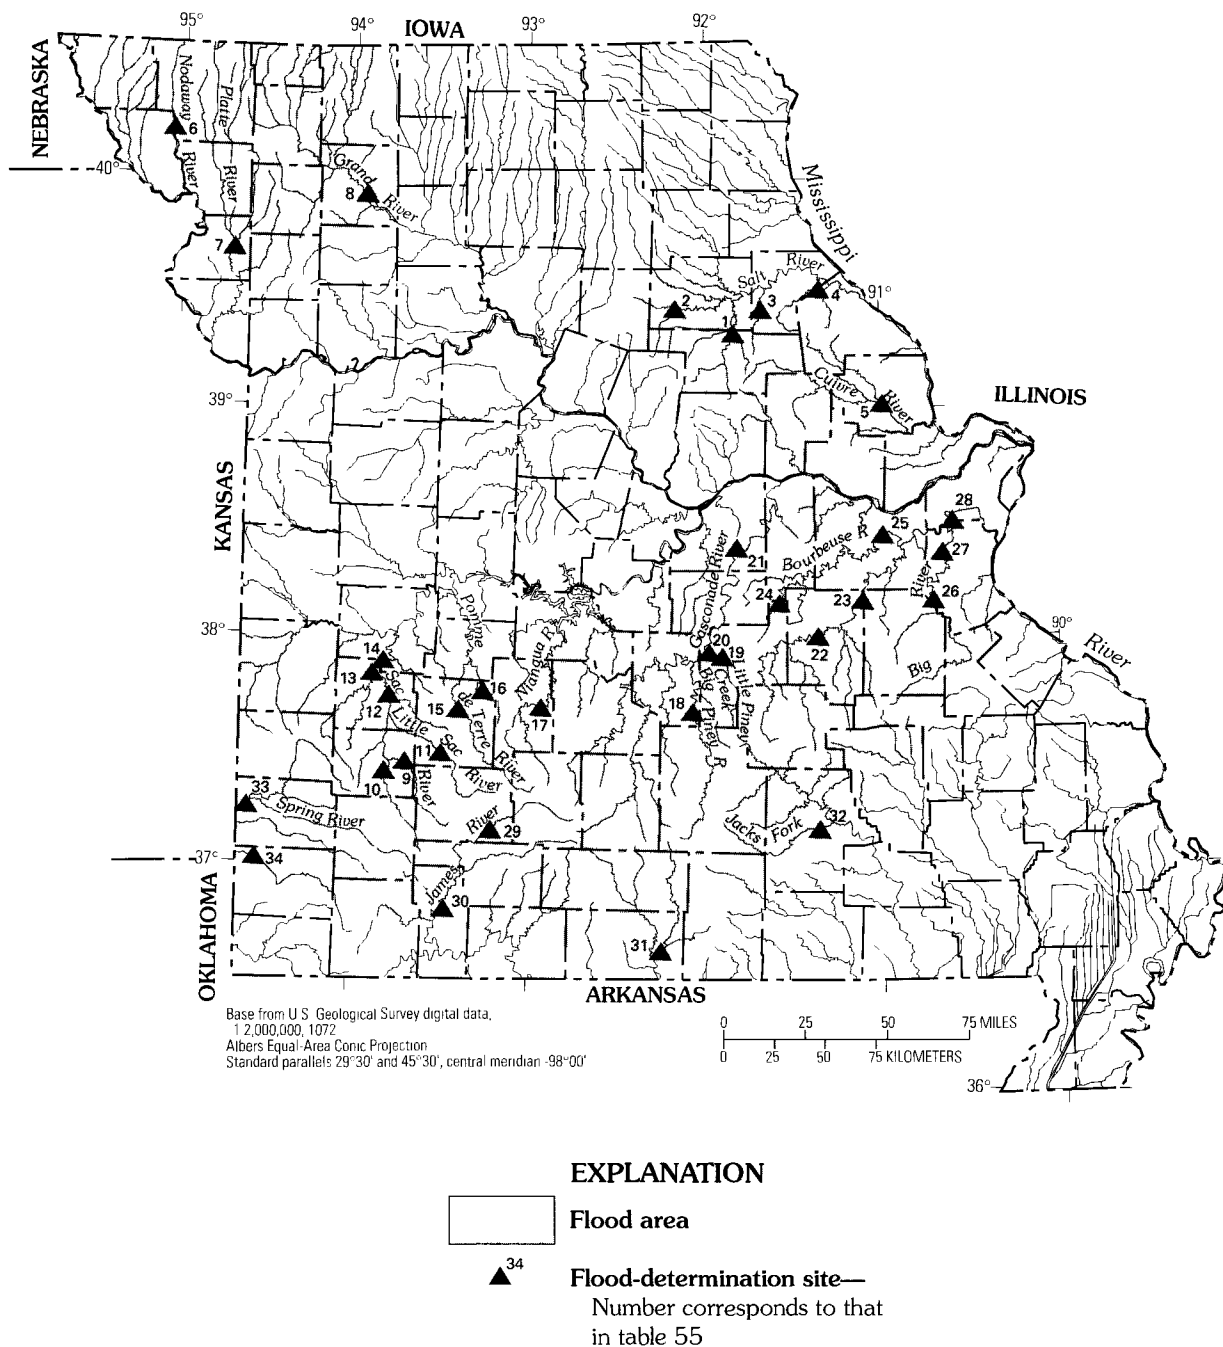 95° 94° IOWA 93° 92°
NEBRASKA
Nodaway River
Platte River
6
40°
Grand River
8
7
Mississippi
Salt River
4
91°
2
3
1
Cuivre River
5
39°
ILLINOIS
KANSAS
28
25
27
Bourbeuse R
21
Gasconade River
River
24
23
26
38°
Pomme
Niangua R
90°
River
14
20
19
22
Big
13
Sac
16
12
15
de Terre
17
18
Big Piney R
Creek
Little Piney
Little Sac River
11
River
9
10
River
33
Spring River
29
River
Jacks Fork
32
37°
34
James
30
31
OKLAHOMA
ARKANSAS
Base from U S Geological Survey digital data,
1 2,000,000, 1072
Albers Equal-Area Conic Projection
Standard parallels 29°30' and 45°30', central meridian -98°00'
0 25 50 75 MILES
0 25 50 75 KILOMETERS
36°
EXPLANATION
Flood area
34
Flood-determination site—
Number corresponds to that
in table 55